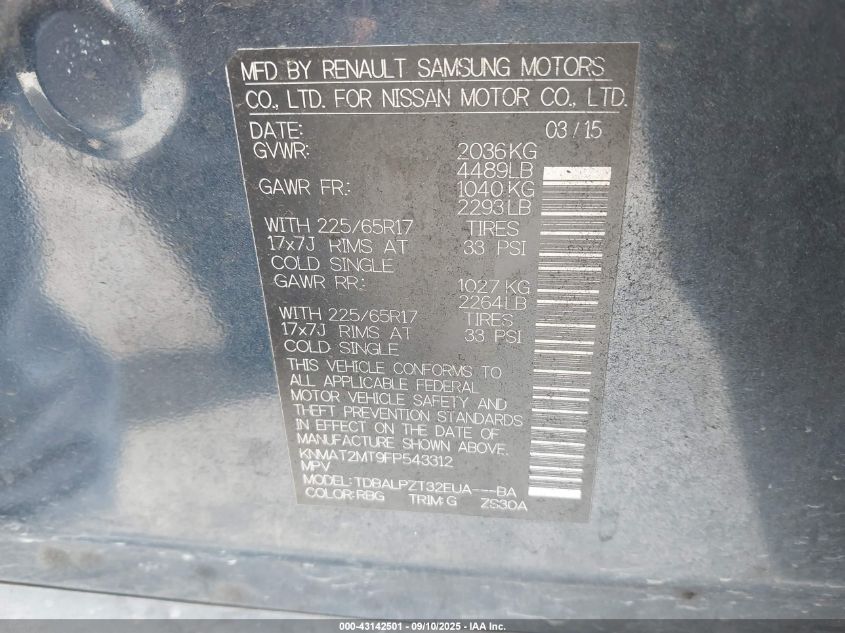 MFD BY RENAULT SAMSUNG MOTORS
CO., LTD. FOR NISSAN MOTOR CO., LTD.
DATE: 03/15
GVWR: 2036KG
4489LB
GAWR FR.: 1040KG
2293LB
WITH 225/65R17 TIRES
17x7J RIMS AT 33 PSI
COLD SINGLE
GAWR RR.: 1027KG
2264LB
WITH 225/65R17 TIRES
17x7J RIMS AT 33 PSI
COLD SINGLE
THIS VEHICLE CONFORMS TO
ALL APPLICABLE FEDERAL
MOTOR VEHICLE SAFETY AND
THEFT PREVENTION STANDARDS
IN EFFECT ON THE DATE OF
MANUFACTURE SHOWN ABOVE.
KNMAT2MT9FP543312
MPV
MODEL: TDBALPZT32EUA---BA
COLOR: RBG TRIM: G ZS30A
000-43142501 - 09/10/2025 - IAA Inc.